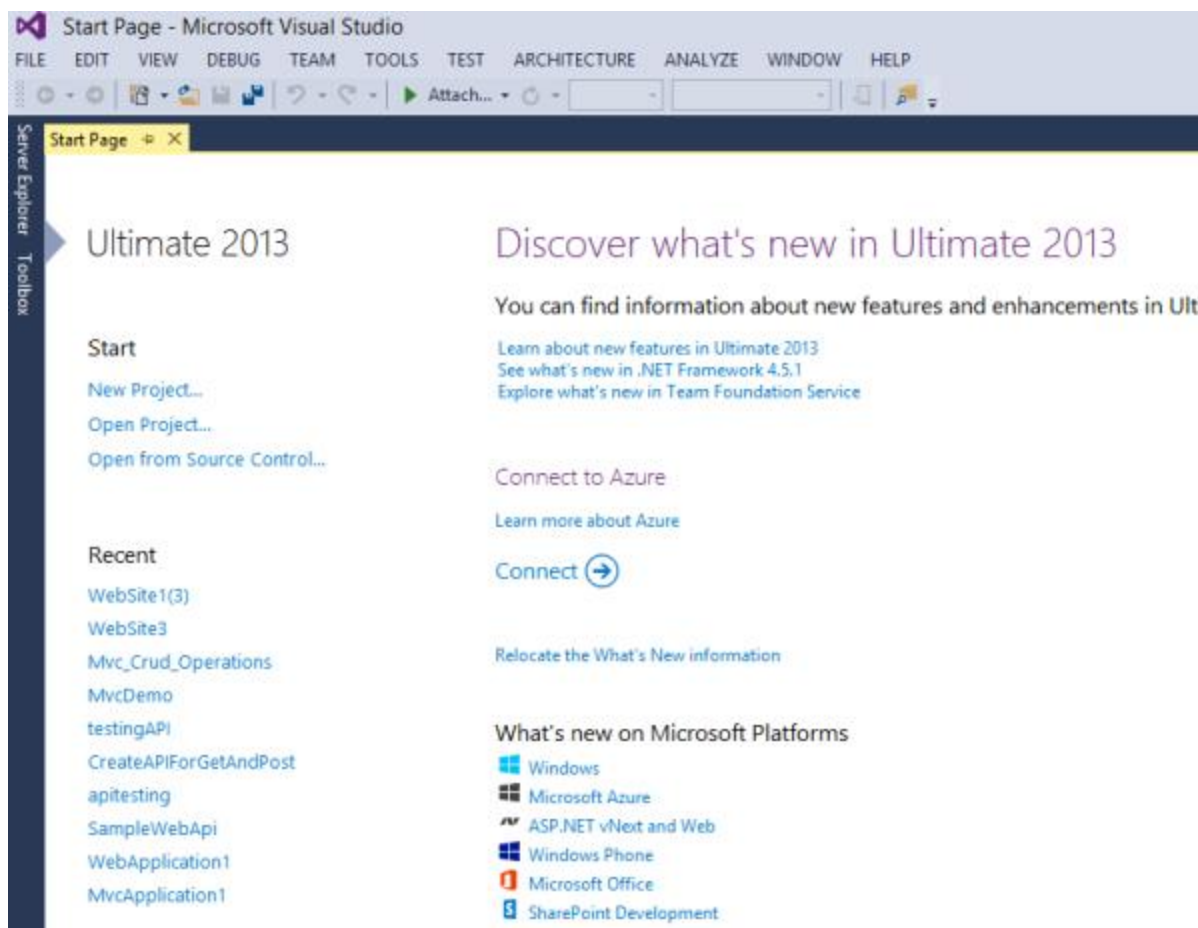 Start Page - Microsoft Visual Studio
FILE EDIT VIEW DEBUG TEAM TOOLS TEST ARCHITECTURE ANALYZE WINDOW HELP
Attach...
Server Explorer
Toolbox
Start Page
Ultimate 2013
Start
New Project...
Open Project...
Open from Source Control...
Recent
WebSite1(3)
WebSite3
Mvc_Crud_Operations
MvcDemo
testingAPI
CreateAPIForGetAndPost
apitesting
SampleWebApi
WebApplication1
MvcApplication1
Discover what's new in Ultimate 2013
You can find information about new features and enhancements in Ult
Learn about new features in Ultimate 2013
See what's new in .NET Framework 4.5.1
Explore what's new in Team Foundation Service
Connect to Azure
Learn more about Azure
Connect
Relocate the What's New information
What's new on Microsoft Platforms
Windows
Microsoft Azure
ASP.NET vNext and Web
Windows Phone
Microsoft Office
SharePoint Development